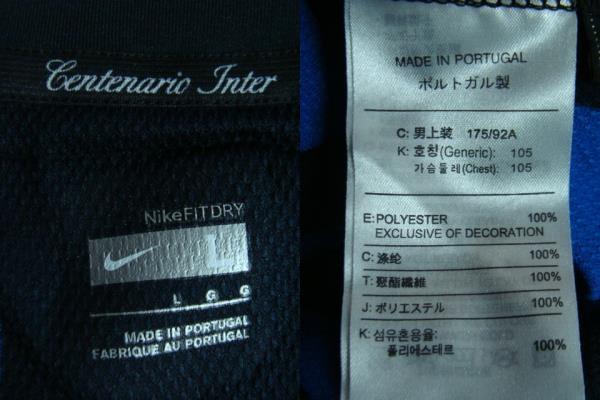 Centenario Inter
NikeFITDRY
L
L G G
MADE IN PORTUGAL
FABRIQUE AU PORTUGAL
MADE IN PORTUGAL
ポルトガル製
C: 男上装 175/92A
K: 호칭(Generic): 105
가슴둘레(Chest): 105
E:POLYESTER 100%
EXCLUSIVE OF DECORATION
C: 涤纶 100%
T: 聚酯纖維 100%
J: ポリエステル 100%
K: 섬유혼용율:
폴리에스테르 100%